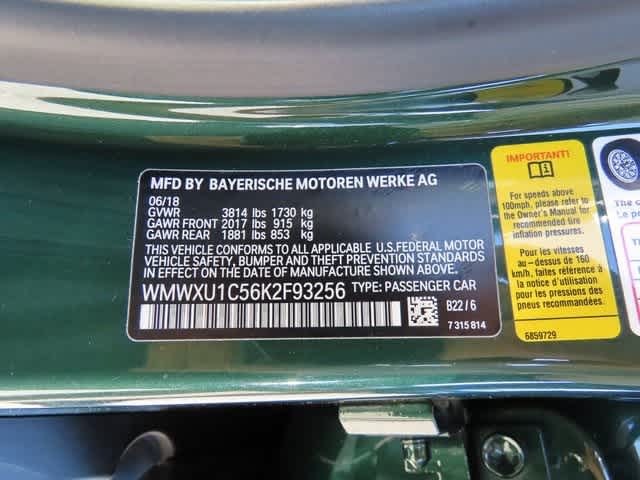 MFD BY BAYERISCHE MOTOREN WERKE AG
06/18
GVWR 3814 lbs 1730 kg
GAWR FRONT 2017 lbs 915 kg
GAWR REAR 1881 lbs 853 kg
THIS VEHICLE CONFORMS TO ALL APPLICABLE U.S.FEDERAL MOTOR
VEHICLE SAFETY, BUMPER AND THEFT PREVENTION STANDARDS
IN EFFECT ON THE DATE OF MANUFACTURE SHOWN ABOVE.
WMWXU1C56K2F93256 TYPE: PASSENGER CAR
B22/6
7315814
IMPORTANT!
For speeds above
100mph, please refer to
the Owner's Manual for
recommended tire
inflation pressures.
Pour les vitesses
au-dessus de 160
km/h, faites référence à
la notice d'utilisation
pour les pressions de
pneus recommandées.
6859729
The